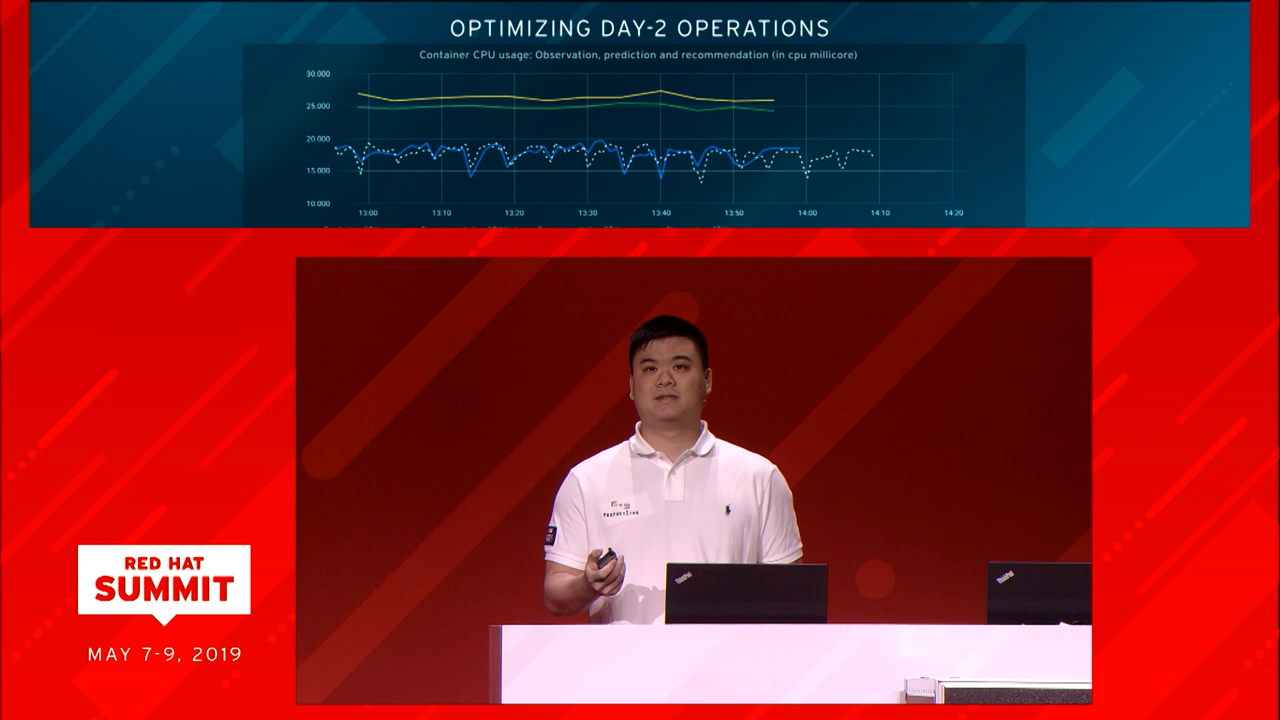 OPTIMIZING DAY-2 OPERATIONS
Container CPU usage: Observation, prediction and recommendation (in cpu millicore)
30.000
25.000
20.000
15.000
10.000
13:00 13:10 13:20 13:30 13:40 13:50 14:00 14:10 14:20
ThinkPad
ThinkPad
RED HAT
SUMMIT
MAY 7-9, 2019